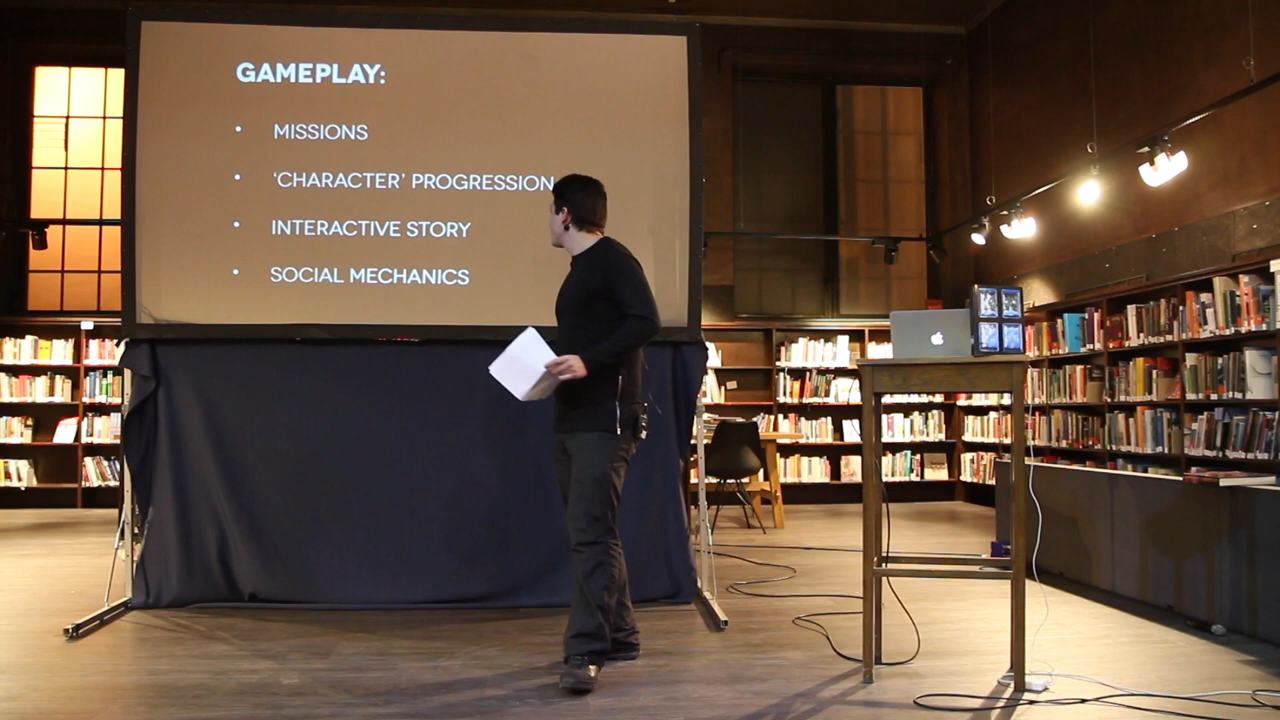 GAMEPLAY:
• MISSIONS
• ‘CHARACTER’ PROGRESSION
• INTERACTIVE STORY
• SOCIAL MECHANICS